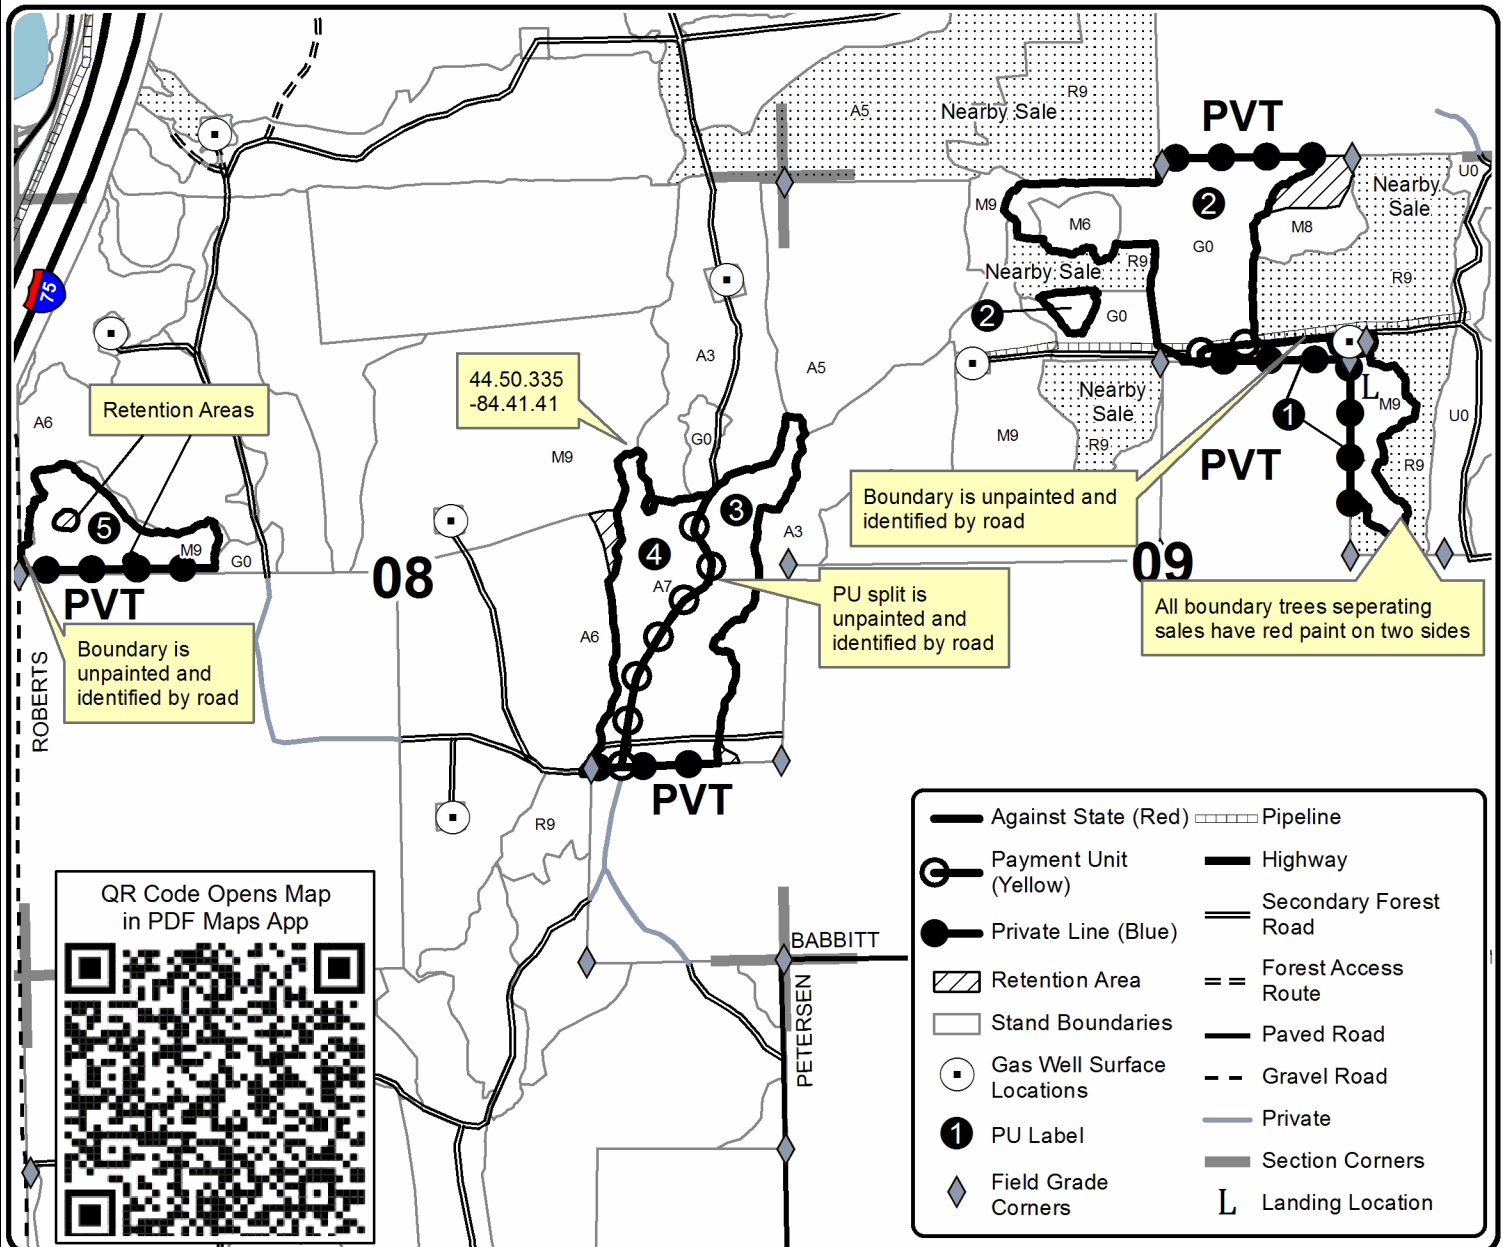 PVT
R9
A5
Nearby Sale
U0
Nearby
Sale
2
M9
M6
M8
G0
R9
Nearby Sale
R9
75
2
G0
A3
A5
L
44.50.335
-84.41.41
Nearby
Sale
M9
1
U0
Retention Areas
A6
G0
M9
R9
M9
PVT
R9
Boundary is unpainted and
identified by road
3
5
M9
G0
4
A3
08
09
A7
PVT
PU split is
unpainted and
identified by road
All boundary trees seperating
sales have red paint on two sides
A6
Boundary is
unpainted and
identified by road
ROBERTS
PVT
R9
QR Code Opens Map
in PDF Maps App
BABBITT
PETERSEN
Against State (Red)
Payment Unit
(Yellow)
Private Line (Blue)
Retention Area
Stand Boundaries
Gas Well Surface
Locations
1 PU Label
Field Grade
Corners
Pipeline
Highway
Secondary Forest
Road
Forest Access
Route
Paved Road
Gravel Road
Private
Section Corners
L Landing Location